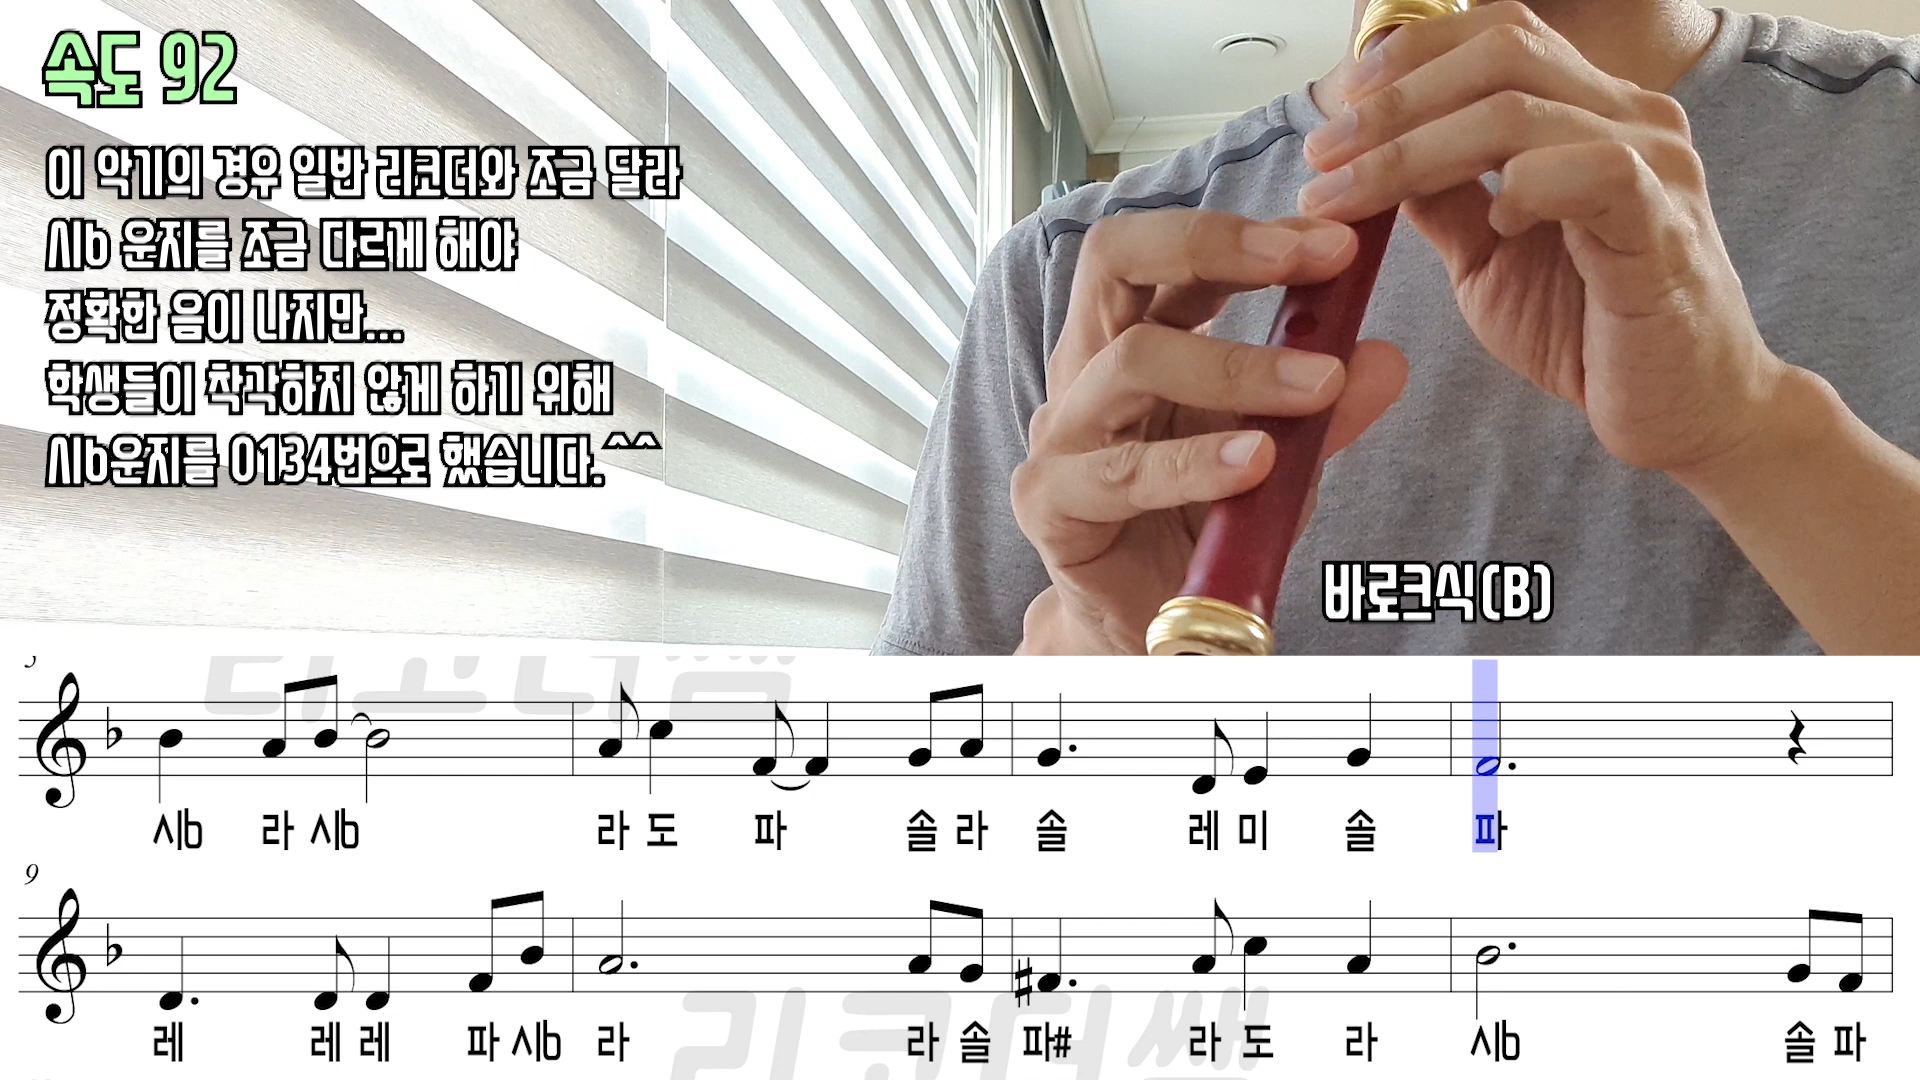 속도 92
이 악기의 경우 일반 리코더와 조금 달라
시b 운지를 조금 다르게 해야
정확한 음이 나지만...
학생들이 착각하지 않게 하기 위해
시b운지를 0134번으로 했습니다.^^
바로크식(B)
시b 라 시b 라 도 파 솔 라 솔 레 미 솔 파
9
레 레 레 파 시b 라 라 솔 파# 라 도 라 시b 솔 파
리코더쌤